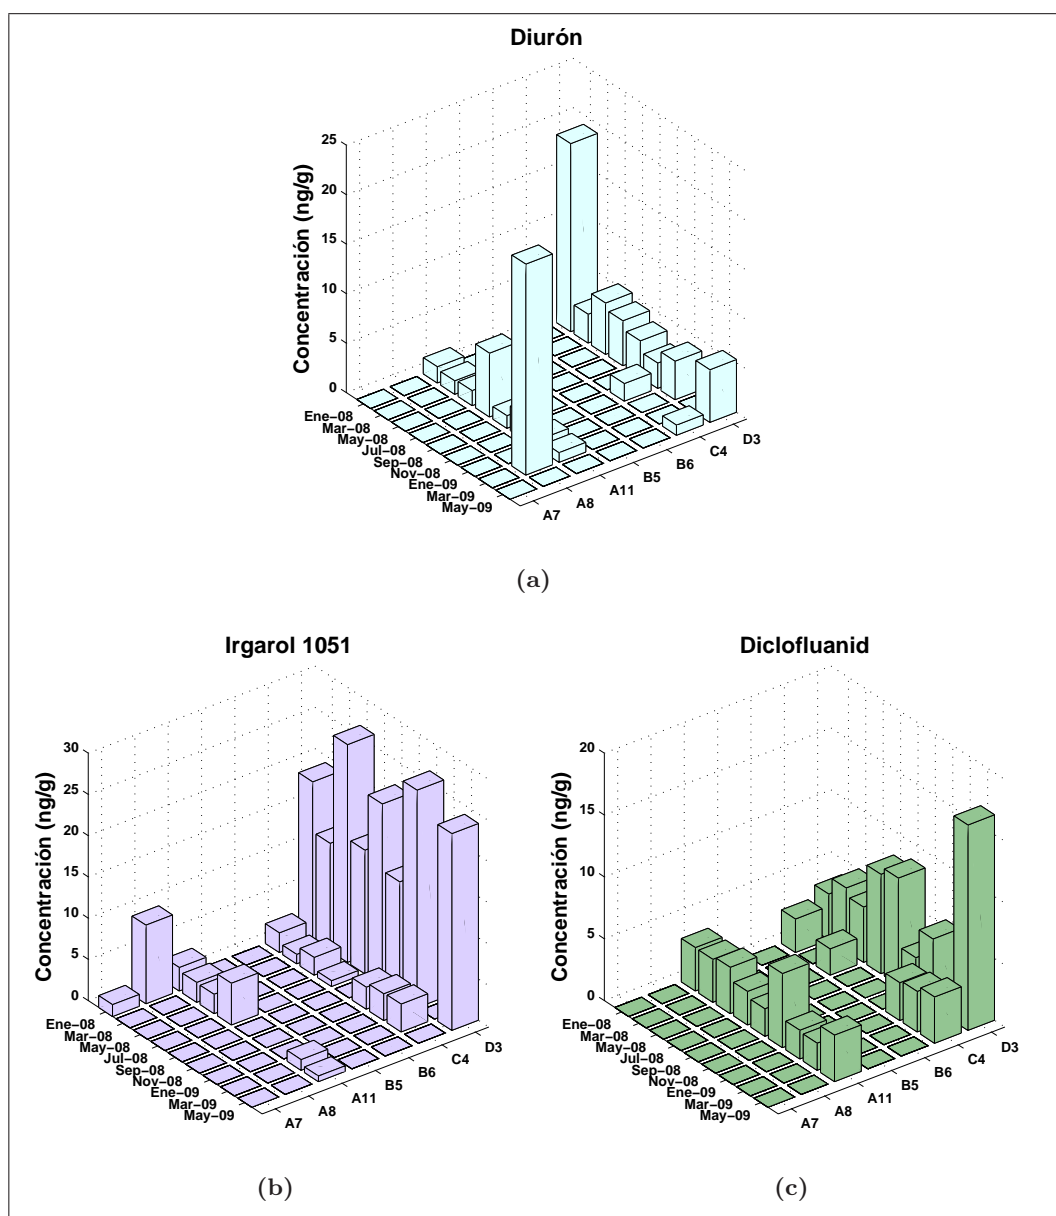 Diurón
Concentración (ng/g)
25
20
15
10
5
0
Ene−08
Mar−08
May−08
Jul−08
Sep−08
Nov−08
Ene−09
Mar−09
May−09
A7
A8
A11
B5
B6
C4
D3
(a)
Irgarol 1051
Concentración (ng/g)
30
25
20
15
10
5
0
Ene−08
Mar−08
May−08
Jul−08
Sep−08
Nov−08
Ene−09
Mar−09
May−09
A7
A8
A11
B5
B6
C4
D3
(b)
Diclofluanid
Concentración (ng/g)
20
15
10
5
0
Ene−08
Mar−08
May−08
Jul−08
Sep−08
Nov−08
Ene−09
Mar−09
May−09
A7
A8
A11
B5
B6
C4
D3
(c)